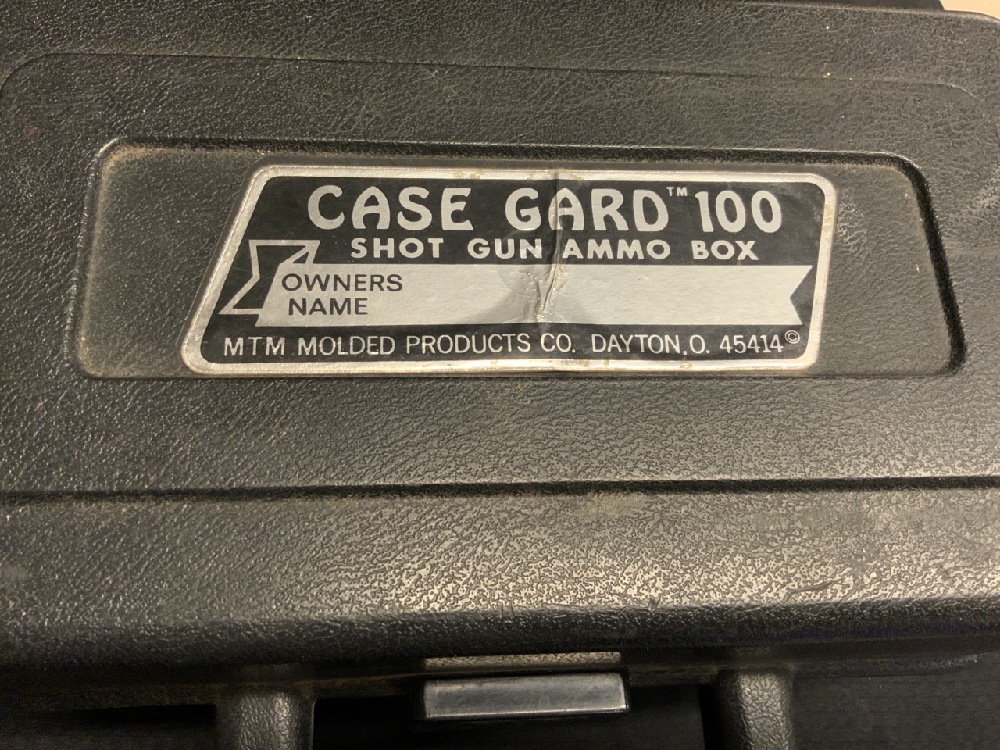 CASE GARD™ 100
SHOT GUN AMMO BOX
OWNERS
NAME
MTM MOLDED PRODUCTS CO. DAYTON, O. 45414©